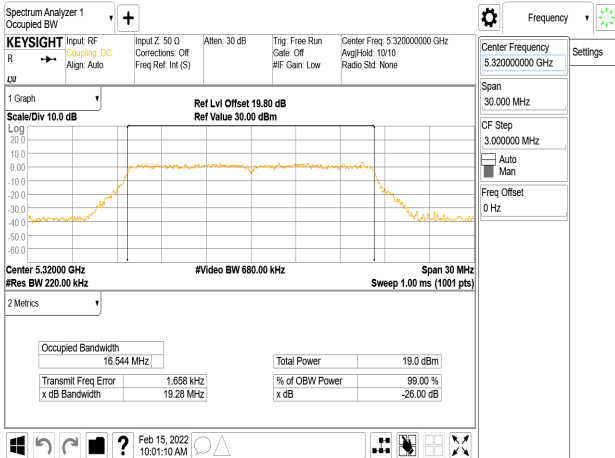 Spectrum Analyzer 1
Occupied BW
+
Frequency
KEYSIGHT
R
LXI
Input: RF
Coupling: DC
Align: Auto
Input Z: 50 Ω
Corrections: Off
Freq Ref: Int (S)
Atten: 30 dB
Trig: Free Run
Gate: Off
#IF Gain: Low
Center Freq: 5.320000000 GHz
Avg|Hold: 10/10
Radio Std: None
Center Frequency
5.320000000 GHz
Settings
Span
30.000 MHz
CF Step
3.000000 MHz
Auto
Man
Freq Offset
0 Hz
1 Graph
Ref Lvl Offset 19.80 dB
Scale/Div 10.0 dB
Ref Value 30.00 dBm
Log
20.0
10.0
0.00
-10.0
-20.0
-30.0
-40.0
-50.0
-60.0
Center 5.32000 GHz
#Video BW 680.00 kHz
Span 30 MHz
#Res BW 220.00 kHz
Sweep 1.00 ms (1001 pts)
2 Metrics
Occupied Bandwidth
16.544 MHz
Total Power 19.0 dBm
Transmit Freq Error 1.658 kHz
% of OBW Power 99.00 %
x dB Bandwidth 19.28 MHz
x dB -26.00 dB
?
Feb 15, 2022
10:01:10 AM